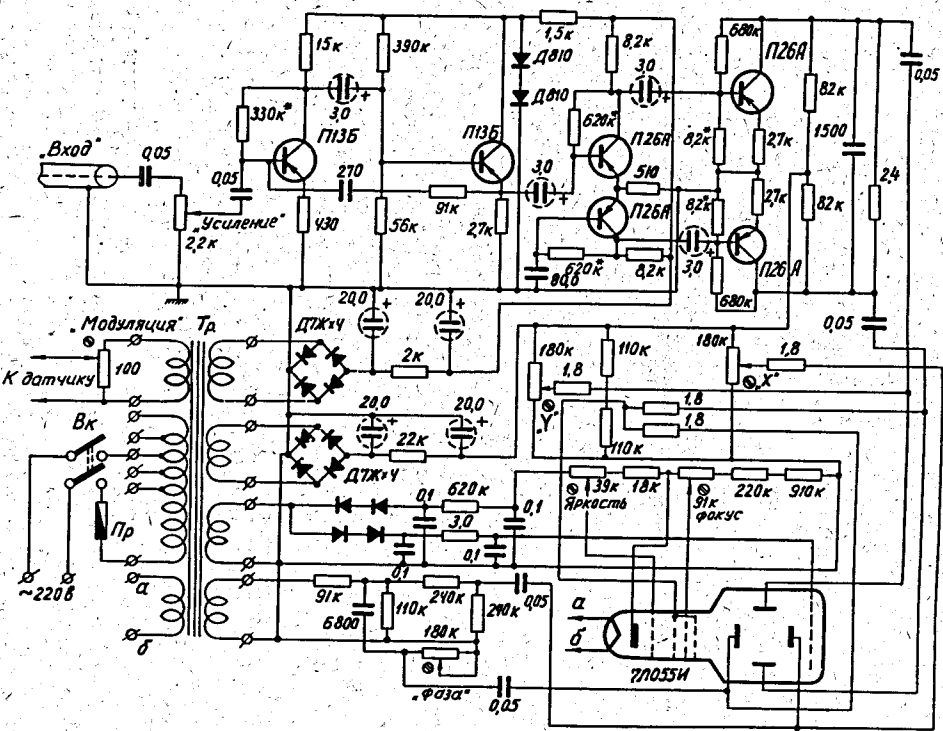 15к
390к
1,5к
Д810
Д810
8,2к
3,0
680к
П26А
0,05
330к*
3,0
П13Б
П13Б
620к*
П26А
82к
1500
„Вход"
0,05
0,05
270
91к
3,0
8,2к*
2,7к
510
П26А
2,4
„Усиление"
2,2к
430
56к
2,7к
8,2к*
2,7к
82к
620к*
80,0
8,2к
3,0
П26А
680к
0,05
„Модуляция"
Тр
20,0
20,0
Д7Ж×4
2к
К датчику
100
180к
110к
1,8
180к
1,8
„Х"
20,0
20,0
„Y"
1,8
1,8
Вк
22к
Д7Ж×4
110к
Пр
0,1
620к
3,0
0,1
0,1
0,1
39к
18к
91к
220к
910к
Яркость
фокус
~220в
а
б
91к
6800
110к
240к
240к
0,05
180к
„Фаза"
0,05
а
б
7ЛО55И